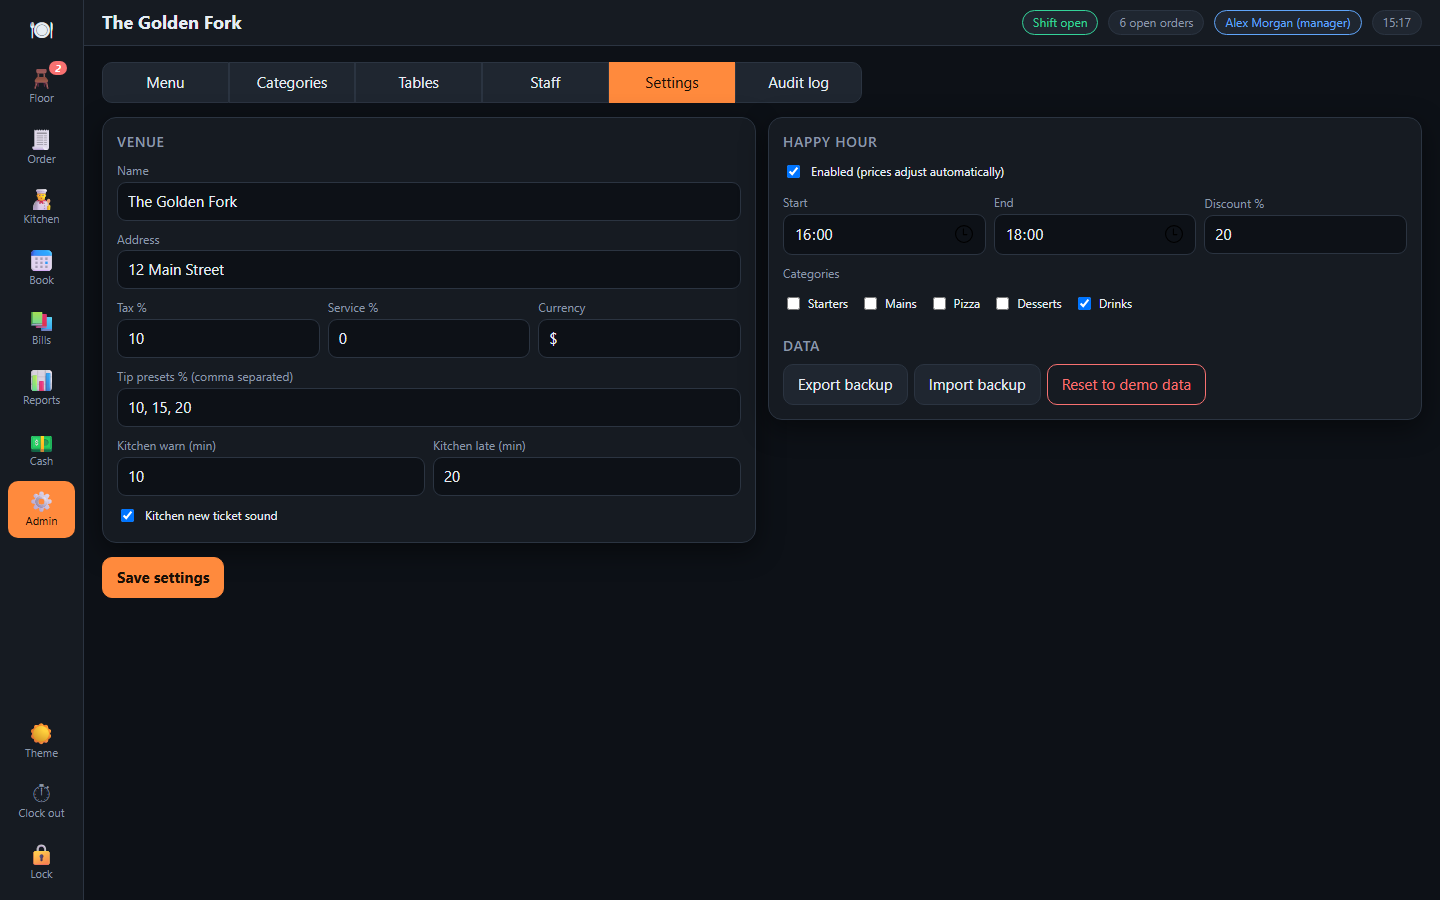 The Golden Fork
Shift open
6 open orders
Alex Morgan (manager)
15:17
2
Floor
Order
Kitchen
Book
Bills
Reports
Cash
Admin
Theme
Clock out
Lock
Menu
Categories
Tables
Staff
Settings
Audit log
VENUE
Name
The Golden Fork
Address
12 Main Street
Tax %
Service %
Currency
10
0
$
Tip presets % (comma separated)
10, 15, 20
Kitchen warn (min)
Kitchen late (min)
10
20
Kitchen new ticket sound
Save settings
HAPPY HOUR
Enabled (prices adjust automatically)
Start
End
Discount %
16:00
18:00
20
Categories
Starters
Mains
Pizza
Desserts
Drinks
DATA
Export backup
Import backup
Reset to demo data